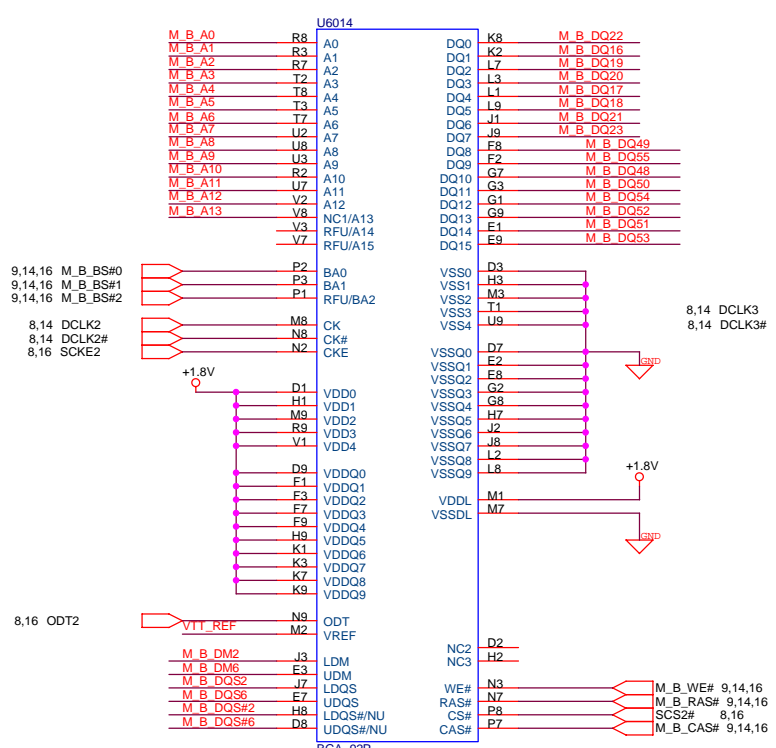 U6014
M_B_A0 R8 A0 DQ0 K8 M_B_DQ22
M_B_A1 R3 A1 DQ1 K2 M_B_DQ16
M_B_A2 R7 A2 DQ2 L7 M_B_DQ19
M_B_A3 T2 A3 DQ3 L3 M_B_DQ20
M_B_A4 T8 A4 DQ4 L1 M_B_DQ17
M_B_A5 T3 A5 DQ5 L9 M_B_DQ18
M_B_A6 T7 A6 DQ6 J1 M_B_DQ21
M_B_A7 U2 A7 DQ7 J9 M_B_DQ23
M_B_A8 U8 A8 DQ8 F8 M_B_DQ49
M_B_A9 U3 A9 DQ9 F2 M_B_DQ55
M_B_A10 R2 A10 DQ10 G7 M_B_DQ48
M_B_A11 U7 A11 DQ11 G3 M_B_DQ50
M_B_A12 V2 A12 DQ12 G1 M_B_DQ54
M_B_A13 V8 NC1/A13 DQ13 G9 M_B_DQ52
V3 RFU/A14 DQ14 E1 M_B_DQ51
V7 RFU/A15 DQ15 E9 M_B_DQ53
9,14,16 M_B_BS#0 P2 BA0 VSS0 D3
9,14,16 M_B_BS#1 P3 BA1 VSS1 H3
9,14,16 M_B_BS#2 P1 RFU/BA2 VSS2 M3
VSS3 T1 8,14 DCLK3
8,14 DCLK2 M8 CK VSS4 U9 8,14 DCLK3#
8,14 DCLK2# N8 CK#
8,16 SCKE2 N2 CKE VSSQ0 D7
VSSQ1 E2 GND
+1.8V VSSQ2 E8
D1 VDD0 VSSQ3 G2
H1 VDD1 VSSQ4 G8
M9 VDD2 VSSQ5 H7
R9 VDD3 VSSQ6 J2
V1 VDD4 VSSQ7 J8
VSSQ8 L2
D9 VDDQ0 VSSQ9 L8 +1.8V
F1 VDDQ1
F3 VDDQ2 VDDL M1
F7 VDDQ3 VSSDL M7
F9 VDDQ4
H9 VDDQ5 GND
K1 VDDQ6
K3 VDDQ7
K7 VDDQ8
K9 VDDQ9
8,16 ODT2 N9 ODT
VTT_REF M2 VREF
NC2 D2
M_B_DM2 J3 LDM NC3 H2
M_B_DM6 E3 UDM
M_B_DQS2 J7 LDQS WE# N3 M_B_WE# 9,14,16
M_B_DQS6 E7 UDQS RAS# N7 M_B_RAS# 9,14,16
M_B_DQS#2 H8 LDQS#/NU CS# P8 SCS2# 8,16
M_B_DQS#6 D8 UDQS#/NU CAS# P7 M_B_CAS# 9,14,16